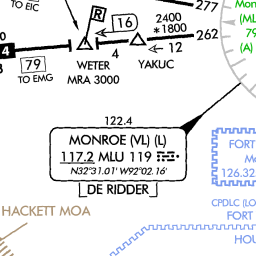 TO EIC
R
16
2400
*1800
277
262
12
4
4
79
TO EMG
WETER
MRA 3000
YAKUC
Mon
(ML
79
(A)
122.4
MONROE (VL) (L)
117.2 MLU 119
N32°31.01' W92°02.16'
DE RIDDER
FORT
M
126.32
HACKETT MOA
CPDLC (LO
FORT
HOU